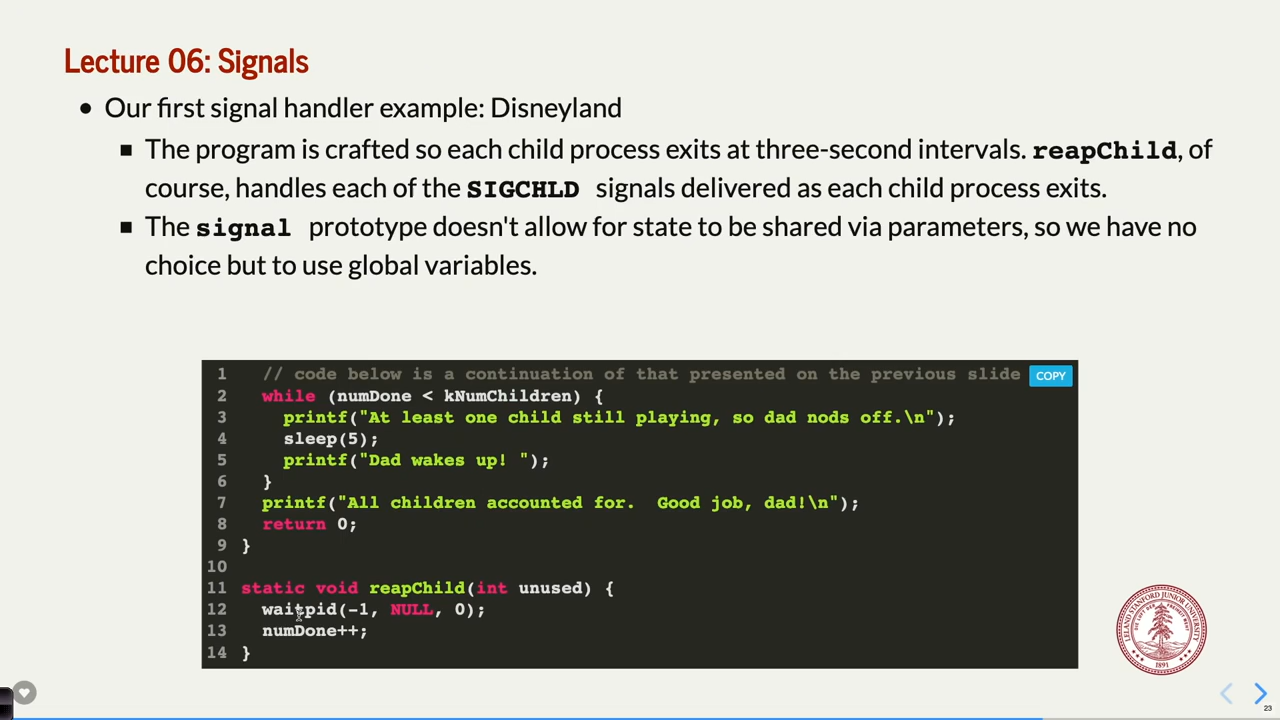 Lecture 06: Signals
● Our first signal handler example: Disneyland
■ The program is crafted so each child process exits at three-second intervals. reapChild, of
course, handles each of the SIGCHLD signals delivered as each child process exits.
■ The signal prototype doesn't allow for state to be shared via parameters, so we have no
choice but to use global variables.
1 // code below is a continuation of that presented on the previous slide COPY
2 while (numDone < kNumChildren) {
3 printf("At least one child still playing, so dad nods off.\n");
4 sleep(5);
5 printf("Dad wakes up! ");
6 }
7 printf("All children accounted for.  Good job, dad!\n");
8 return 0;
9 }
10
11 static void reapChild(int unused) {
12 waitpid(-1, NULL, 0);
13 numDone++;
14 }
LELAND STANFORD JUNIOR UNIVERSITY
1891
23